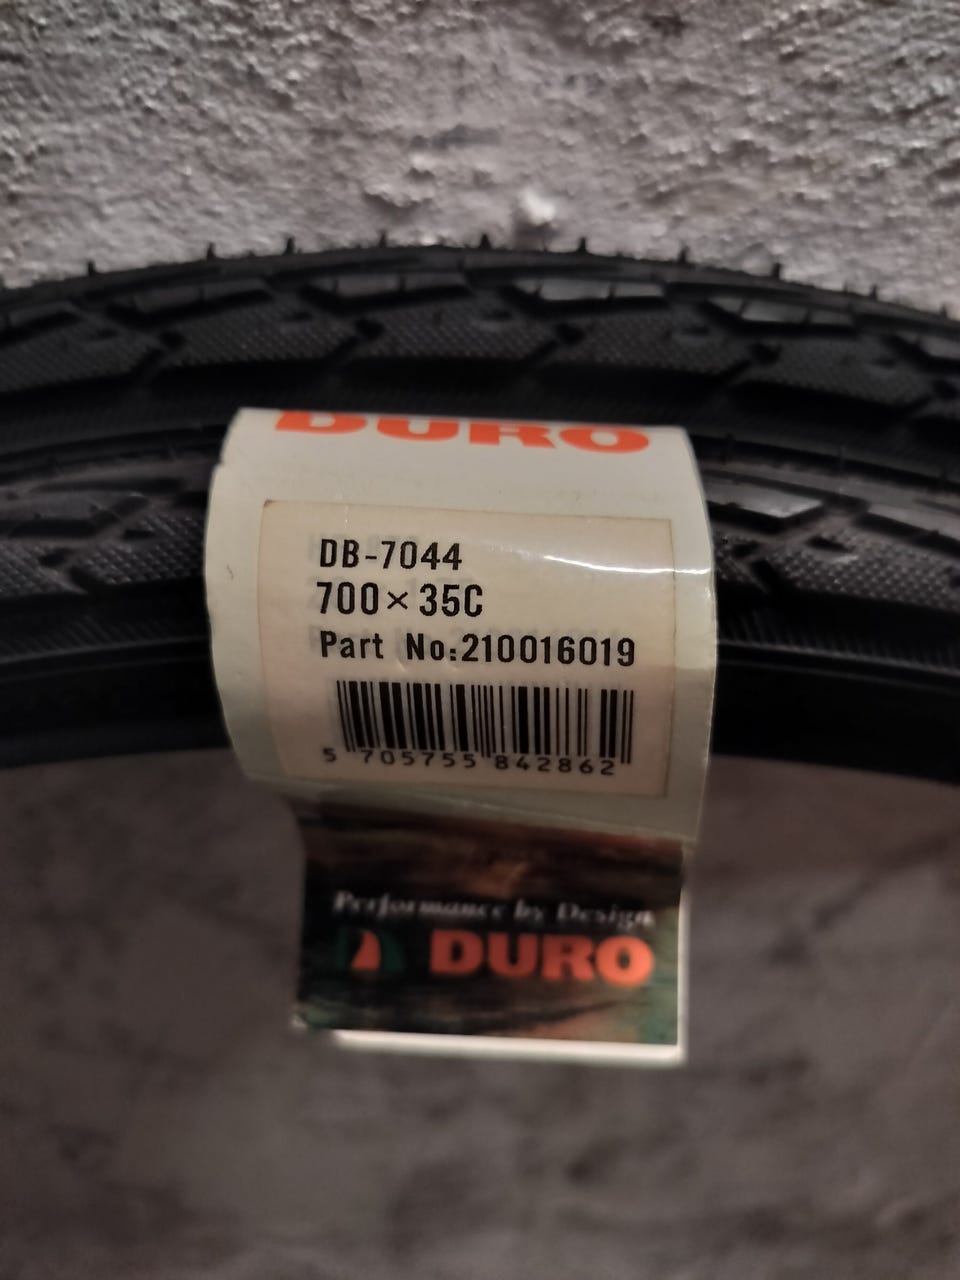 DURO
DB-7044
700×35C
Part No:210016019
5 705755 842862
Performance by Design
DURO